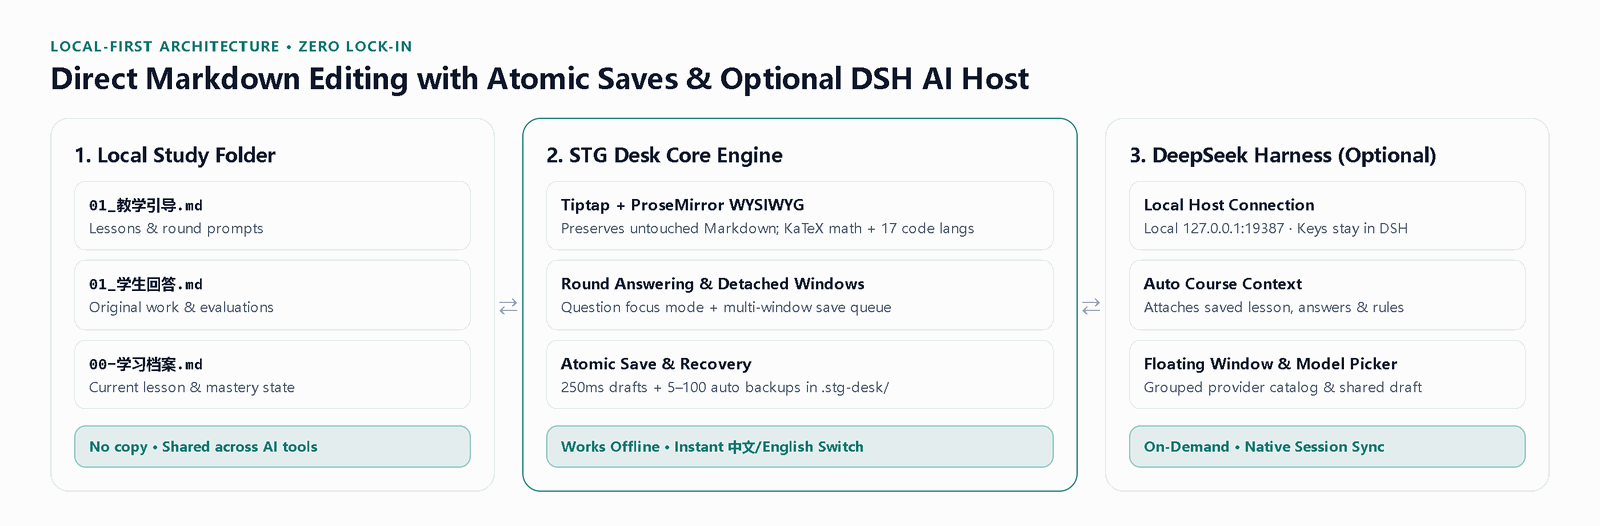 LOCAL-FIRST ARCHITECTURE • ZERO LOCK-IN
Direct Markdown Editing with Atomic Saves & Optional DSH AI Host
1. Local Study Folder
01_教学引导.md
Lessons & round prompts
01_学生回答.md
Original work & evaluations
00-学习档案.md
Current lesson & mastery state
No copy • Shared across AI tools
⇄
2. STG Desk Core Engine
Tiptap + ProseMirror WYSIWYG
Preserves untouched Markdown; KaTeX math + 17 code langs
Round Answering & Detached Windows
Question focus mode + multi-window save queue
Atomic Save & Recovery
250ms drafts + 5–100 auto backups in .stg-desk/
Works Offline • Instant 中文/English Switch
⇄
3. DeepSeek Harness (Optional)
Local Host Connection
Local 127.0.0.1:19387 · Keys stay in DSH
Auto Course Context
Attaches saved lesson, answers & rules
Floating Window & Model Picker
Grouped provider catalog & shared draft
On-Demand • Native Session Sync